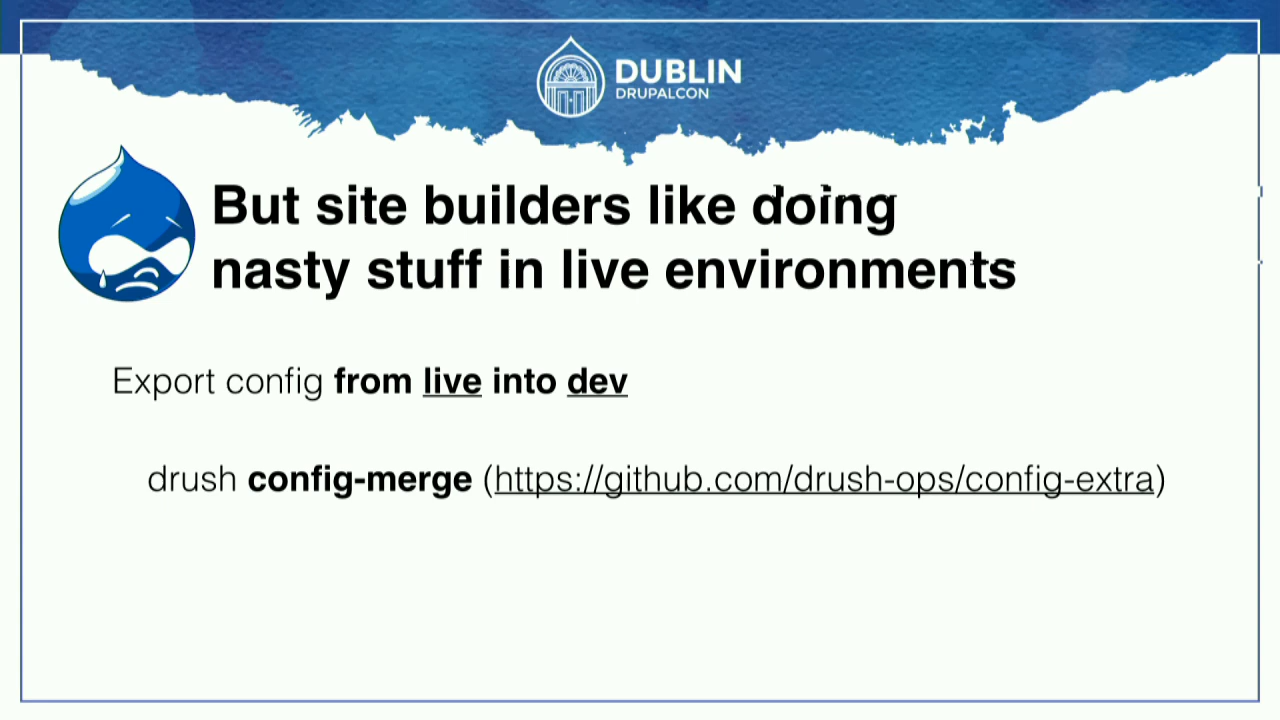 DUBLIN
DRUPALCON
But site builders like doing
nasty stuff in live environments
Export config from live into dev
drush config-merge (https://github.com/drush-ops/config-extra)